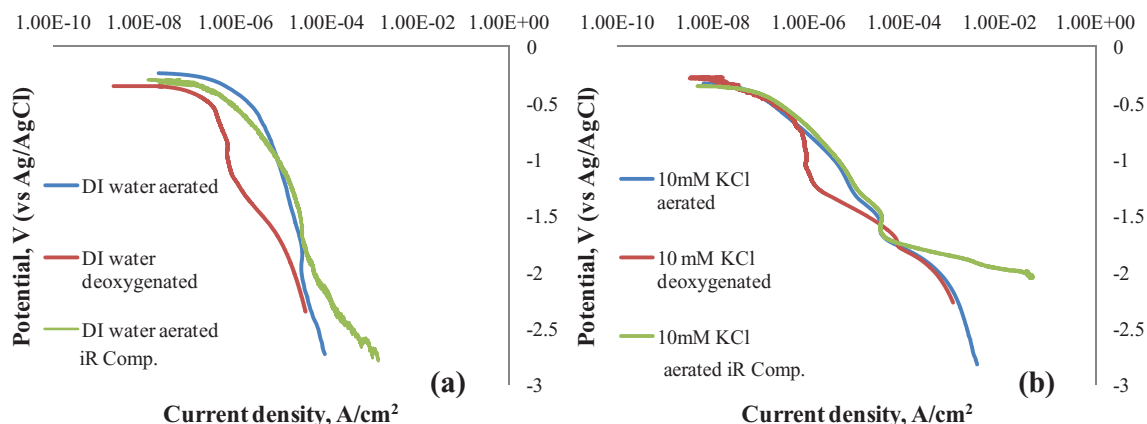 1.00E-10 1.00E-08 1.00E-06 1.00E-04 1.00E-02 1.00E+00
0
-0.5
-1
-1.5
-2
-2.5
-3
Potential, V (vs Ag/AgCl)
DI water aerated
DI water
deoxygenated
DI water aerated
iR Comp.
(a)
Current density, A/cm²
1.00E-10 1.00E-08 1.00E-06 1.00E-04 1.00E-02 1.00E+00
0
-0.5
-1
-1.5
-2
-2.5
-3
Potential, V (vs Ag/AgCl)
10mM KCl
aerated
10 mM KCl
deoxygenated
10mM KCl
aerated iR Comp.
(b)
Current density, A/cm²